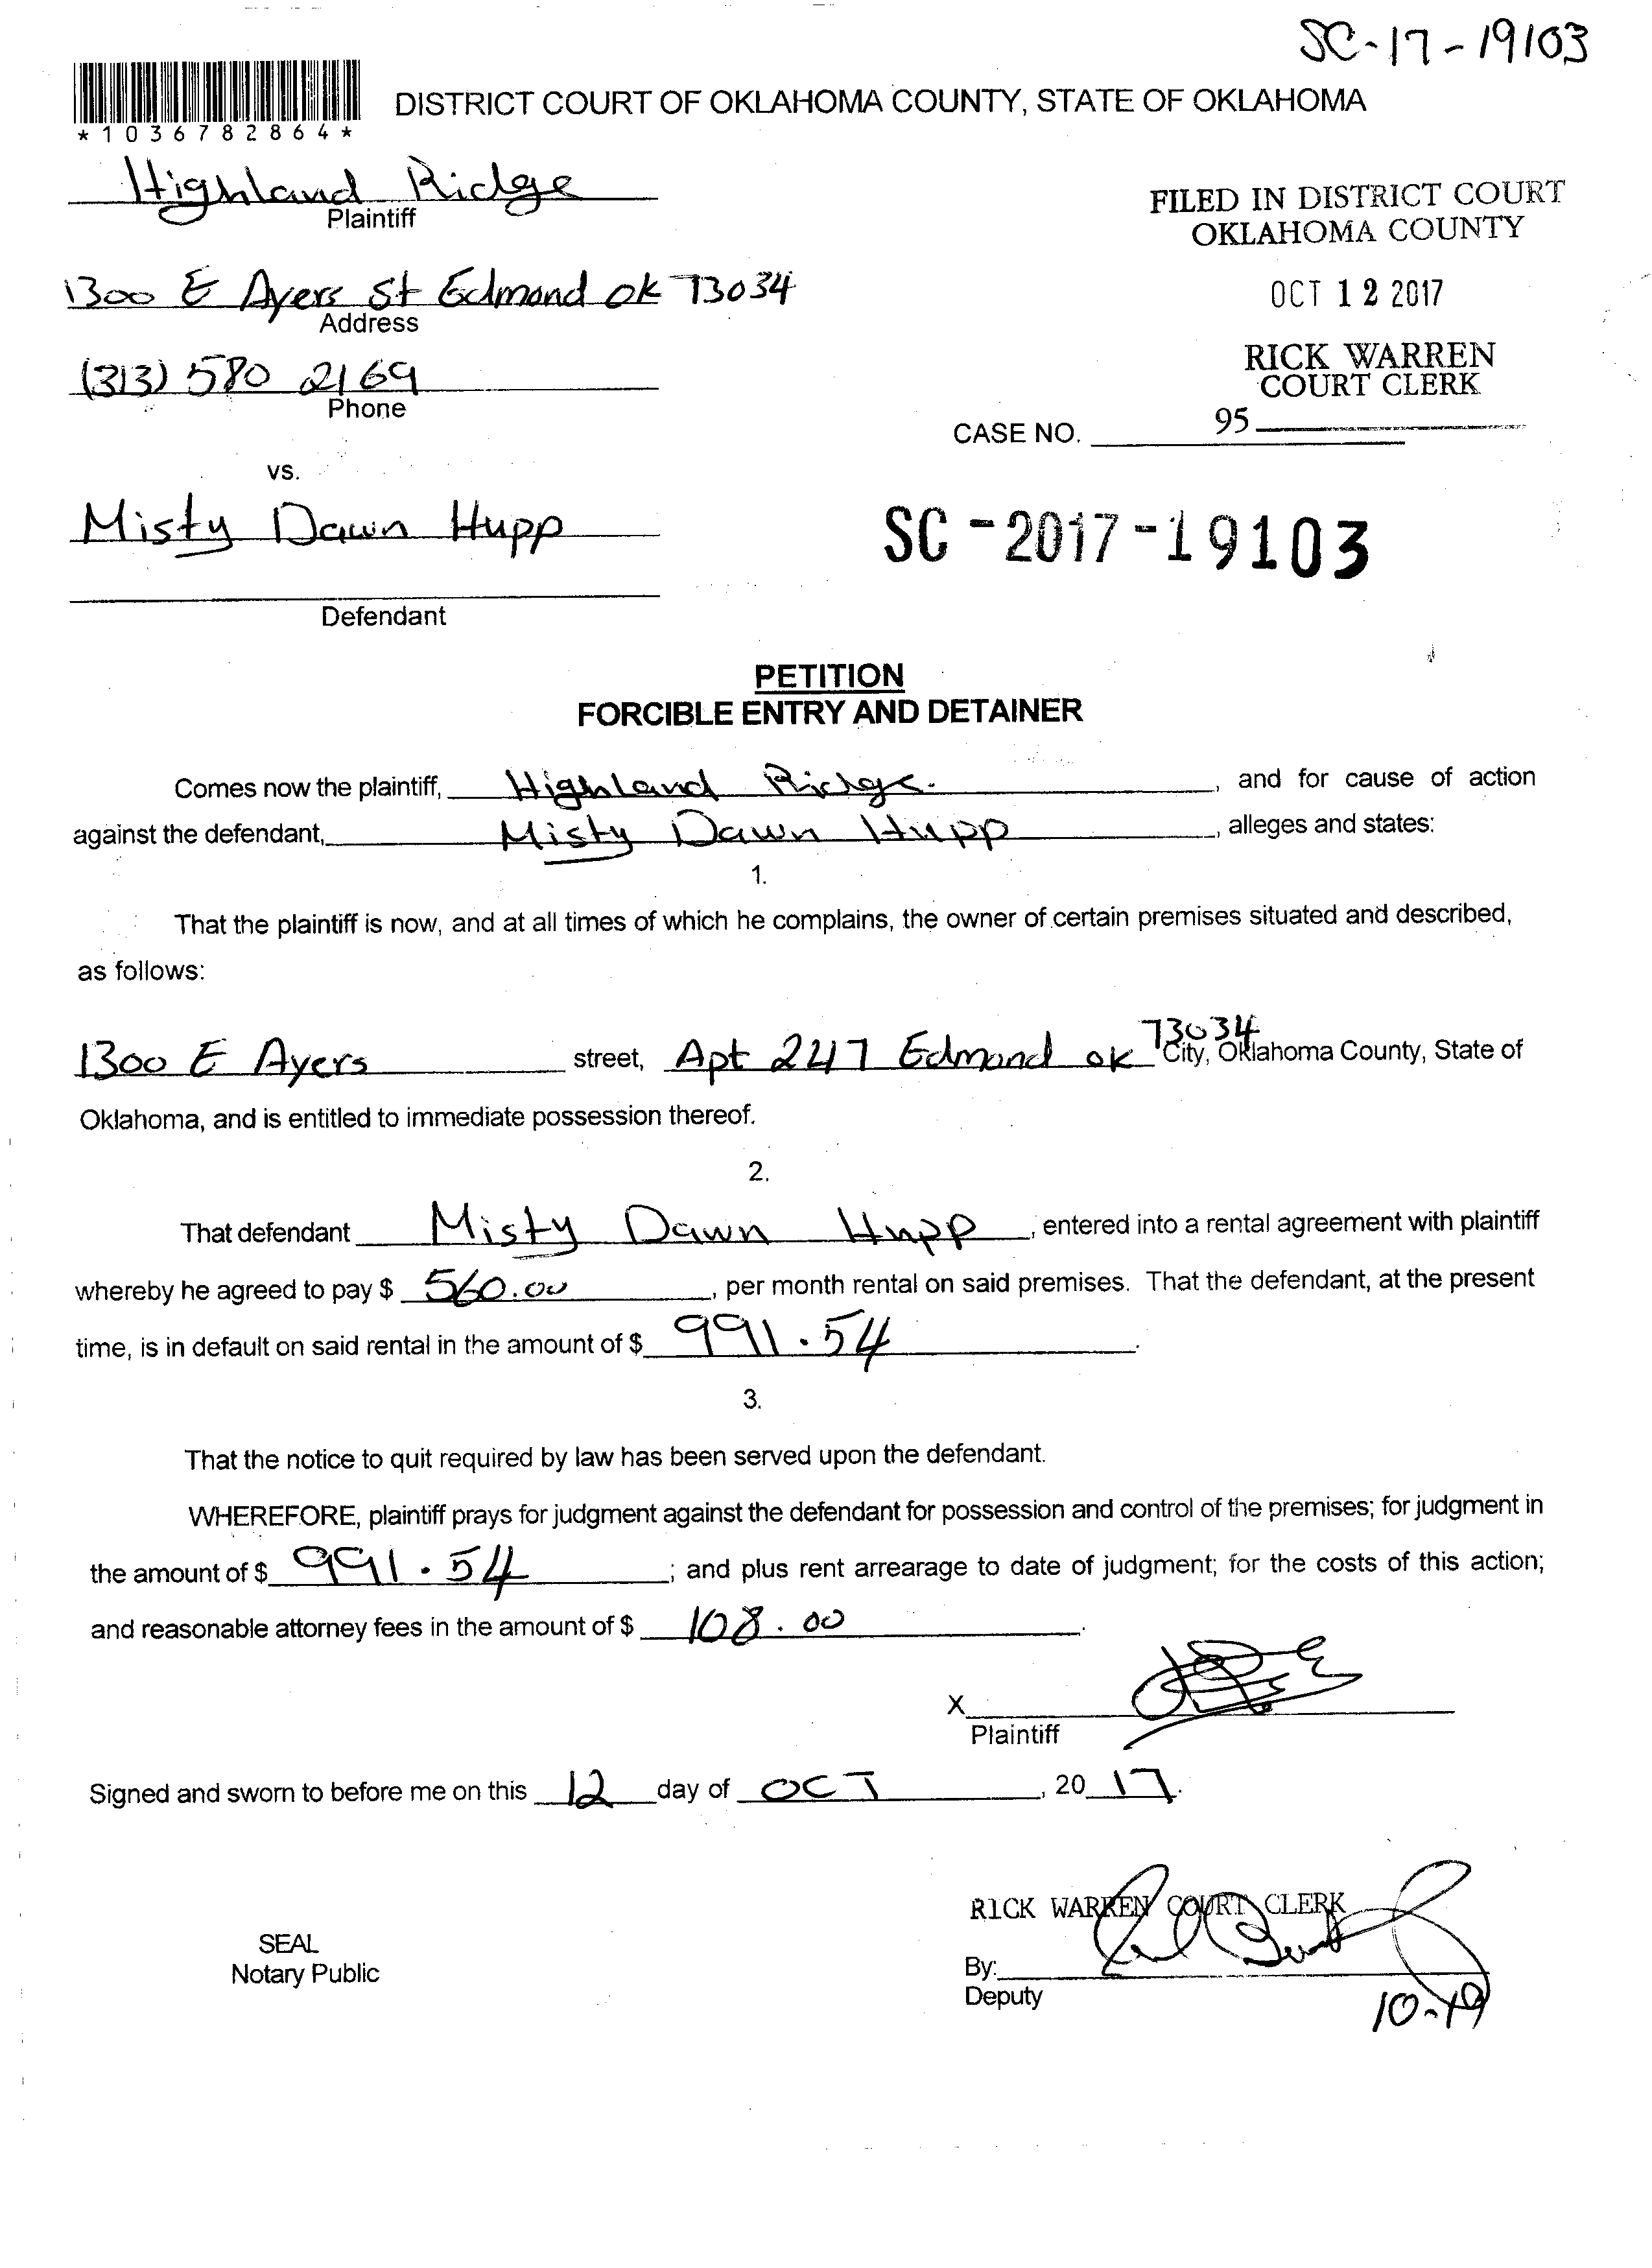 SC-17-19103
*1036782864*
DISTRICT COURT OF OKLAHOMA COUNTY, STATE OF OKLAHOMA
Highland Ridge
Plaintiff
FILED IN DISTRICT COURT
OKLAHOMA COUNTY
1300 E Ayers St Edmond ok 73034
Address
OCT 12 2017
(313) 580 2169
Phone
RICK WARREN
COURT CLERK
95
CASE NO.
vs.
Misty Dawn Hupp
SC-2017-19103
Defendant
PETITION
FORCIBLE ENTRY AND DETAINER
Comes now the plaintiff, Highland Ridge. , and for cause of action
against the defendant, Misty Dawn Hupp , alleges and states:
1.
That the plaintiff is now, and at all times of which he complains, the owner of certain premises situated and described,
as follows:
1300 E Ayers street, Apt 247 Edmond ok 73034 City, Oklahoma County, State of
Oklahoma, and is entitled to immediate possession thereof.
2.
That defendant Misty Dawn Hupp , entered into a rental agreement with plaintiff
whereby he agreed to pay $ 560.00 , per month rental on said premises. That the defendant, at the present
time, is in default on said rental in the amount of $ 991.54 .
3.
That the notice to quit required by law has been served upon the defendant.
WHEREFORE, plaintiff prays for judgment against the defendant for possession and control of the premises; for judgment in
the amount of $ 991.54 ; and plus rent arrearage to date of judgment; for the costs of this action;
and reasonable attorney fees in the amount of $ 108.00 .
X
Plaintiff
Signed and sworn to before me on this 12 day of OCT , 20 17.
RICK WARREN COURT CLERK
SEAL
Notary Public
By:
Deputy
10-19